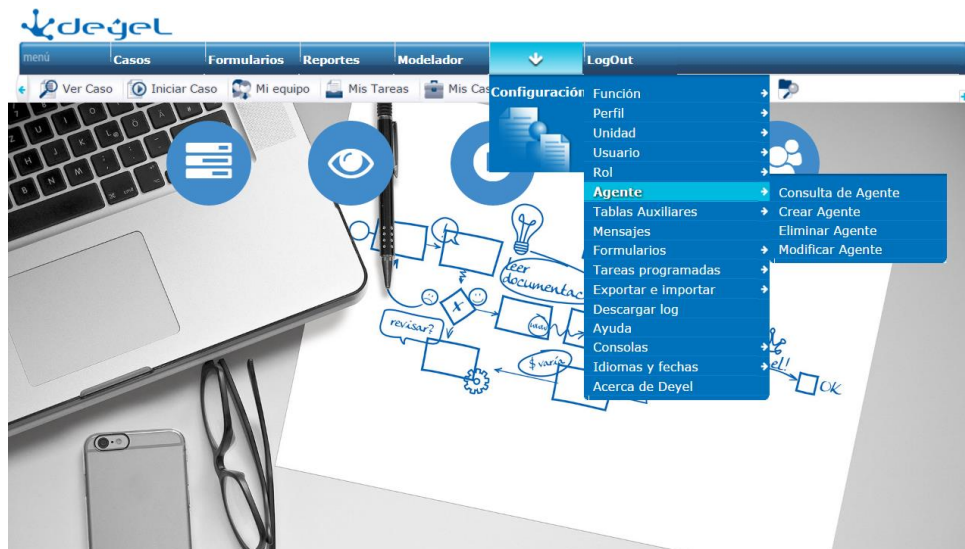 deyel
menú
Casos
Formularios
Reportes
Modelador
LogOut
Ver Caso
Iniciar Caso
Mi equipo
Mis Tareas
Mis Cas
Configuración
Función
Perfil
Unidad
Usuario
Rol
Agente
Tablas Auxiliares
Mensajes
Formularios
Tareas programadas
Exportar e importar
Descargar log
Ayuda
Consolas
Idiomas y fechas
Acerca de Deyel
Consulta de Agente
Crear Agente
Eliminar Agente
Modificar Agente
leer
documentac
revisar?
$ varía
el!
OK